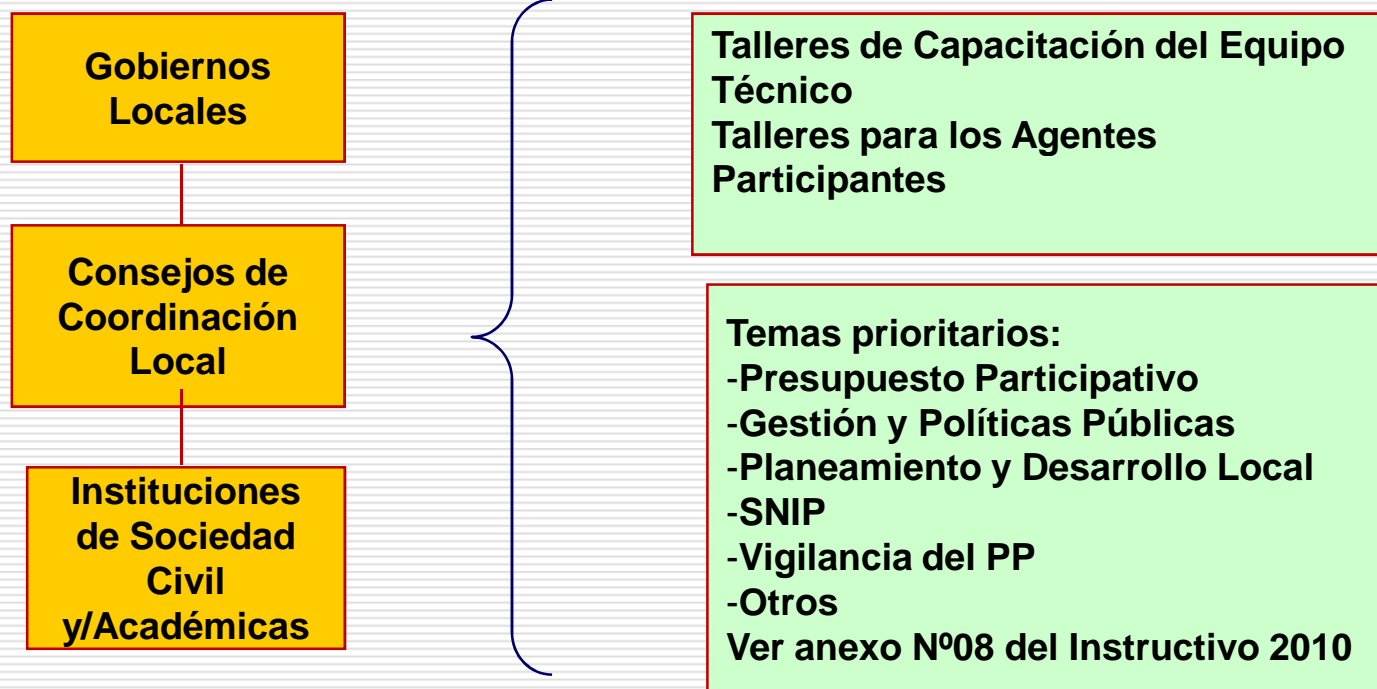 Gobiernos
Locales
Consejos de
Coordinación
Local
Instituciones
de Sociedad
Civil
y/Académicas
Talleres de Capacitación del Equipo
Técnico
Talleres para los Agentes
Participantes
Temas prioritarios:
-Presupuesto Participativo
-Gestión y Políticas Públicas
-Planeamiento y Desarrollo Local
-SNIP
-Vigilancia del PP
-Otros
Ver anexo Nº08 del Instructivo 2010